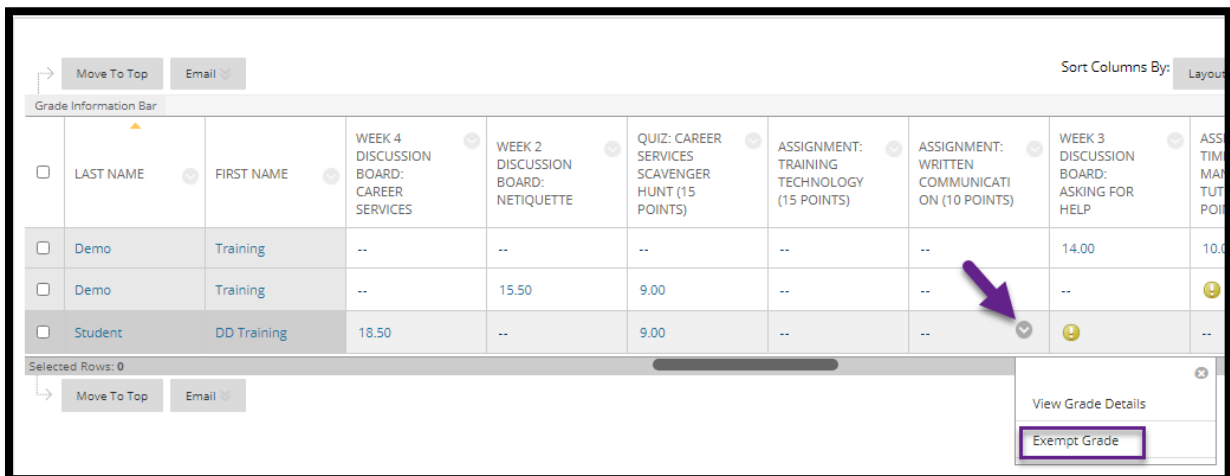 Move To Top Email Sort Columns By: Layout
Grade Information Bar
LAST NAME
FIRST NAME
WEEK 4
DISCUSSION
BOARD:
CAREER
SERVICES
WEEK 2
DISCUSSION
BOARD:
NETIQUETTE
QUIZ: CAREER
SERVICES
SCAVENGER
HUNT (15
POINTS)
ASSIGNMENT:
TRAINING
TECHNOLOGY
(15 POINTS)
ASSIGNMENT:
WRITTEN
COMMUNICATI
ON (10 POINTS)
WEEK 3
DISCUSSION
BOARD:
ASKING FOR
HELP
Demo Training -- -- -- -- -- 14.00
Demo Training -- 15.50 9.00 -- -- --
Student DD Training 18.50 -- 9.00 -- -- --
Selected Rows: 0
Move To Top Email
View Grade Details
Exempt Grade